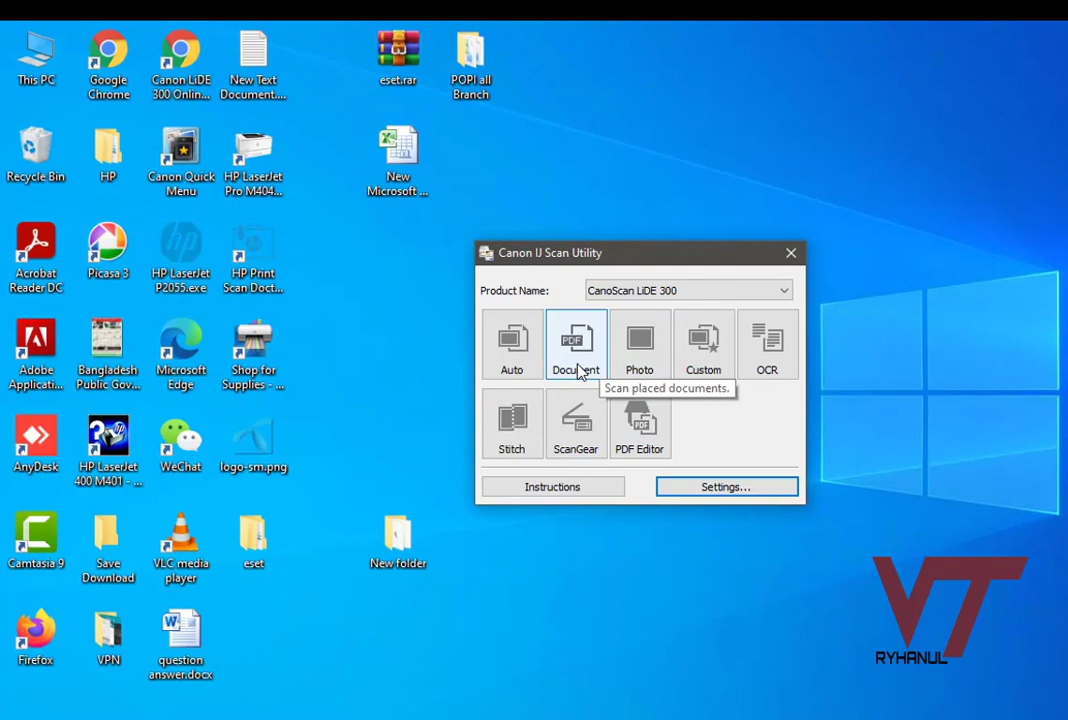 This PC
Google
Chrome
Canon LiDE
300 Onlin...
New Text
Document....
eset.rar
POPI all
Branch
Recycle Bin
HP
Canon Quick
Menu
HP LaserJet
Pro M404...
New
Microsoft ...
Acrobat
Reader DC
Picasa 3
HP LaserJet
P2055.exe
HP Print
Scan Doct...
Adobe
Applicati...
Bangladesh
Public Gov...
Microsoft
Edge
Shop for
Supplies - ...
AnyDesk
HP LaserJet
400 M401 - ...
WeChat
logo-sm.png
Camtasia 9
Save
Download
VLC media
player
eset
New folder
Firefox
VPN
question
answer.docx
Canon IJ Scan Utility
Product Name:
CanoScan LiDE 300
PDF
Auto
Document
Photo
Custom
OCR
Scan placed documents.
PDF
Stitch
ScanGear
PDF Editor
Instructions
Settings...
VT
RYHANUL